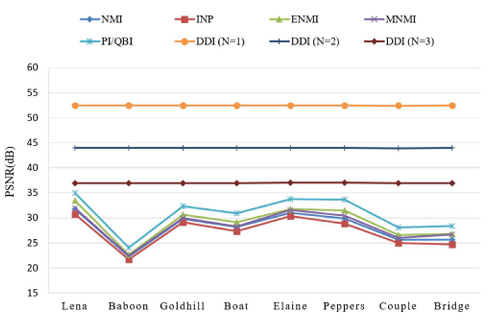 NMI INP ENMI MNMI
PI/QBI DDI (N=1) DDI (N=2) DDI (N=3)
60
55
50
45
40
35
30
25
20
15
PSNR(dB)
Lena Baboon Goldhill Boat Elaine Peppers Couple Bridge